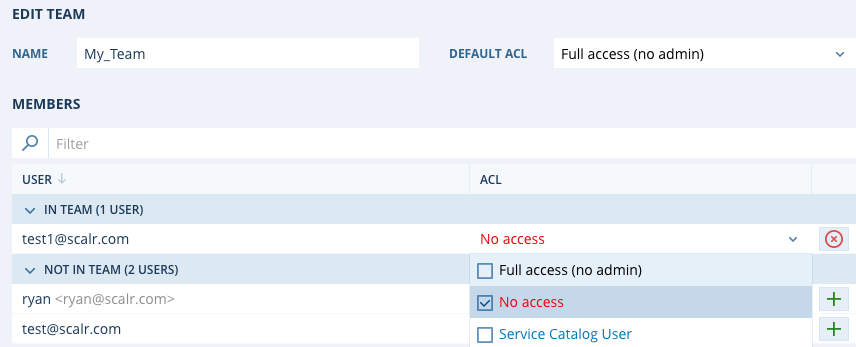 EDIT TEAM
NAME My_Team DEFAULT ACL Full access (no admin)
MEMBERS
Filter
USER ACL
IN TEAM (1 USER)
test1@scalr.com No access
NOT IN TEAM (2 USERS) Full access (no admin)
ryan <ryan@scalr.com> No access
test@scalr.com Service Catalog User